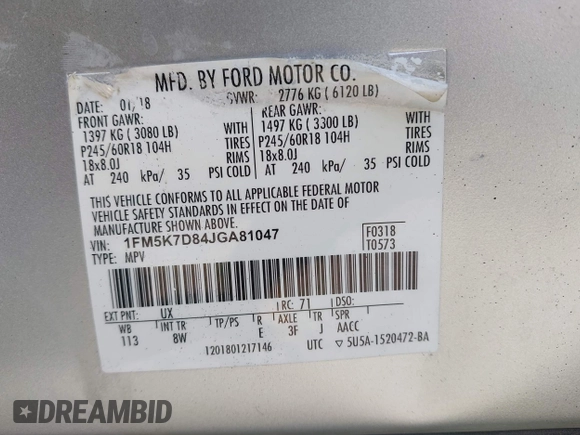 MFD. BY FORD MOTOR CO.
DATE: 01/18 GVWR: 2776 KG ( 6120 LB)
FRONT GAWR: REAR GAWR:
1397 KG ( 3080 LB) WITH 1497 KG ( 3300 LB) WITH
P245/60R18 104H TIRES P245/60R18 104H TIRES
18x8.0J RIMS 18x8.0J RIMS
AT 240 kPa/ 35 PSI COLD AT 240 kPa/ 35 PSI COLD
THIS VEHICLE CONFORMS TO ALL APPLICABLE FEDERAL MOTOR
VEHICLE SAFETY STANDARDS IN EFFECT ON THE DATE OF
MANUFACTURE SHOWN ABOVE.
VIN: 1FM5K7D84JGA81047 F0318
TYPE: MPV T0573
EXT PNT: UX RC: 71 DSO:
WB INT TR TP/PS R AXLE TR SPR
113 8W E 3F J AACC
1201801217146 UTC ▽ 5U5A-1520472-BA
DREAMBID